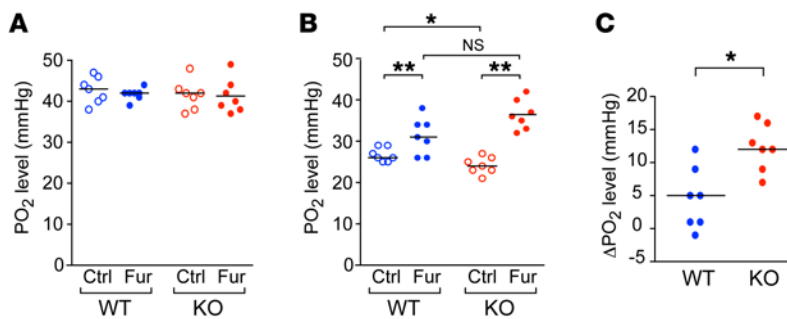 A
PO2 level (mmHg)
50
40
30
20
10
0
Ctrl Fur Ctrl Fur
WT KO
B
PO2 level (mmHg)
50
40
30
20
10
0
*
NS
** **
Ctrl Fur Ctrl Fur
WT KO
C
ΔPO2 level (mmHg)
20
15
10
5
0
-5
*
WT KO